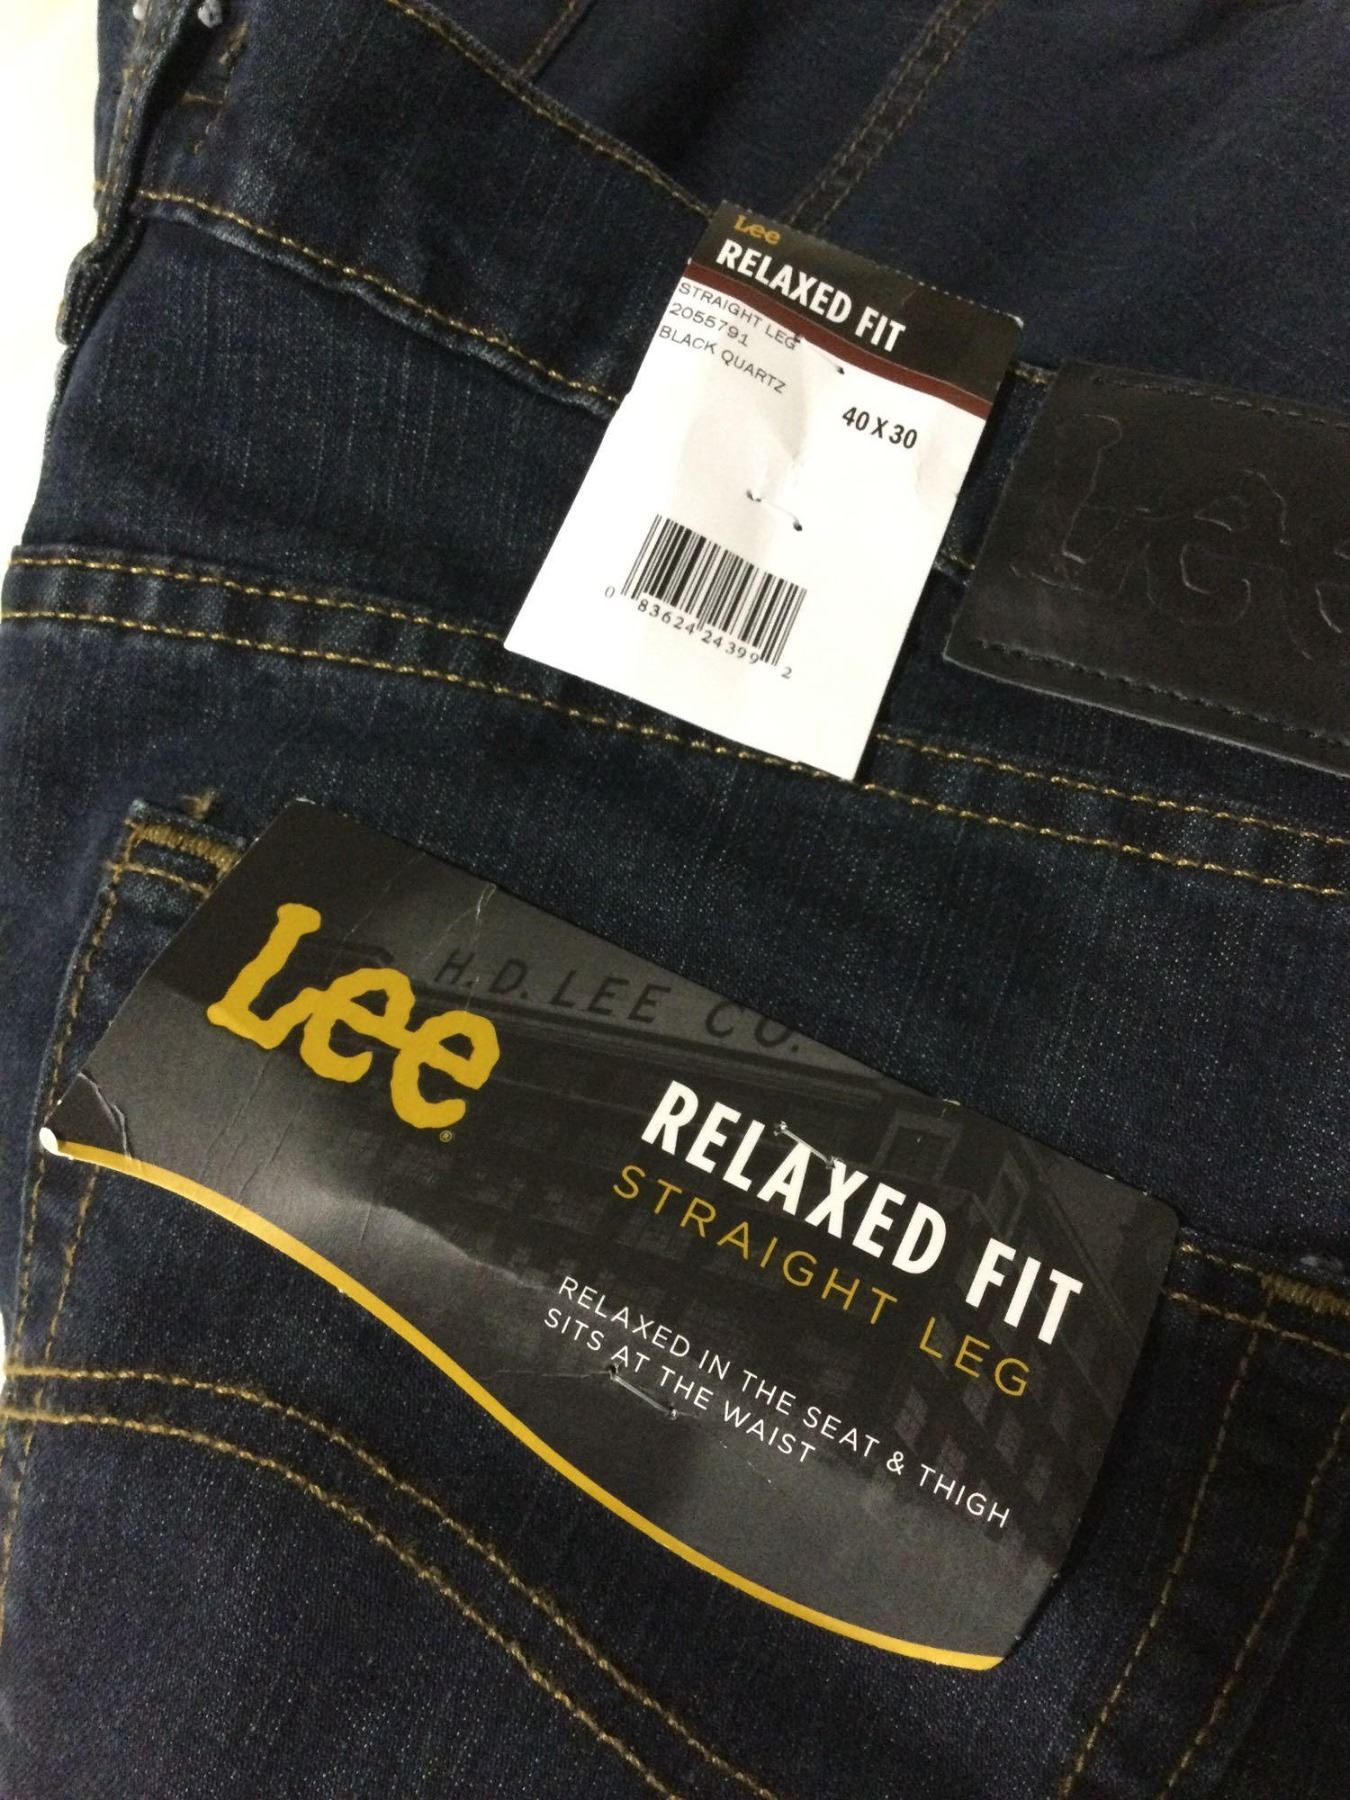 Lee
RELAXED FIT
STRAIGHT LEG
2055791
BLACK QUARTZ
40 X 30
0 83624 24399 2
Lee
H.D. LEE CO.
Lee®
RELAXED FIT
STRAIGHT LEG
RELAXED IN THE SEAT & THIGH
SITS AT THE WAIST